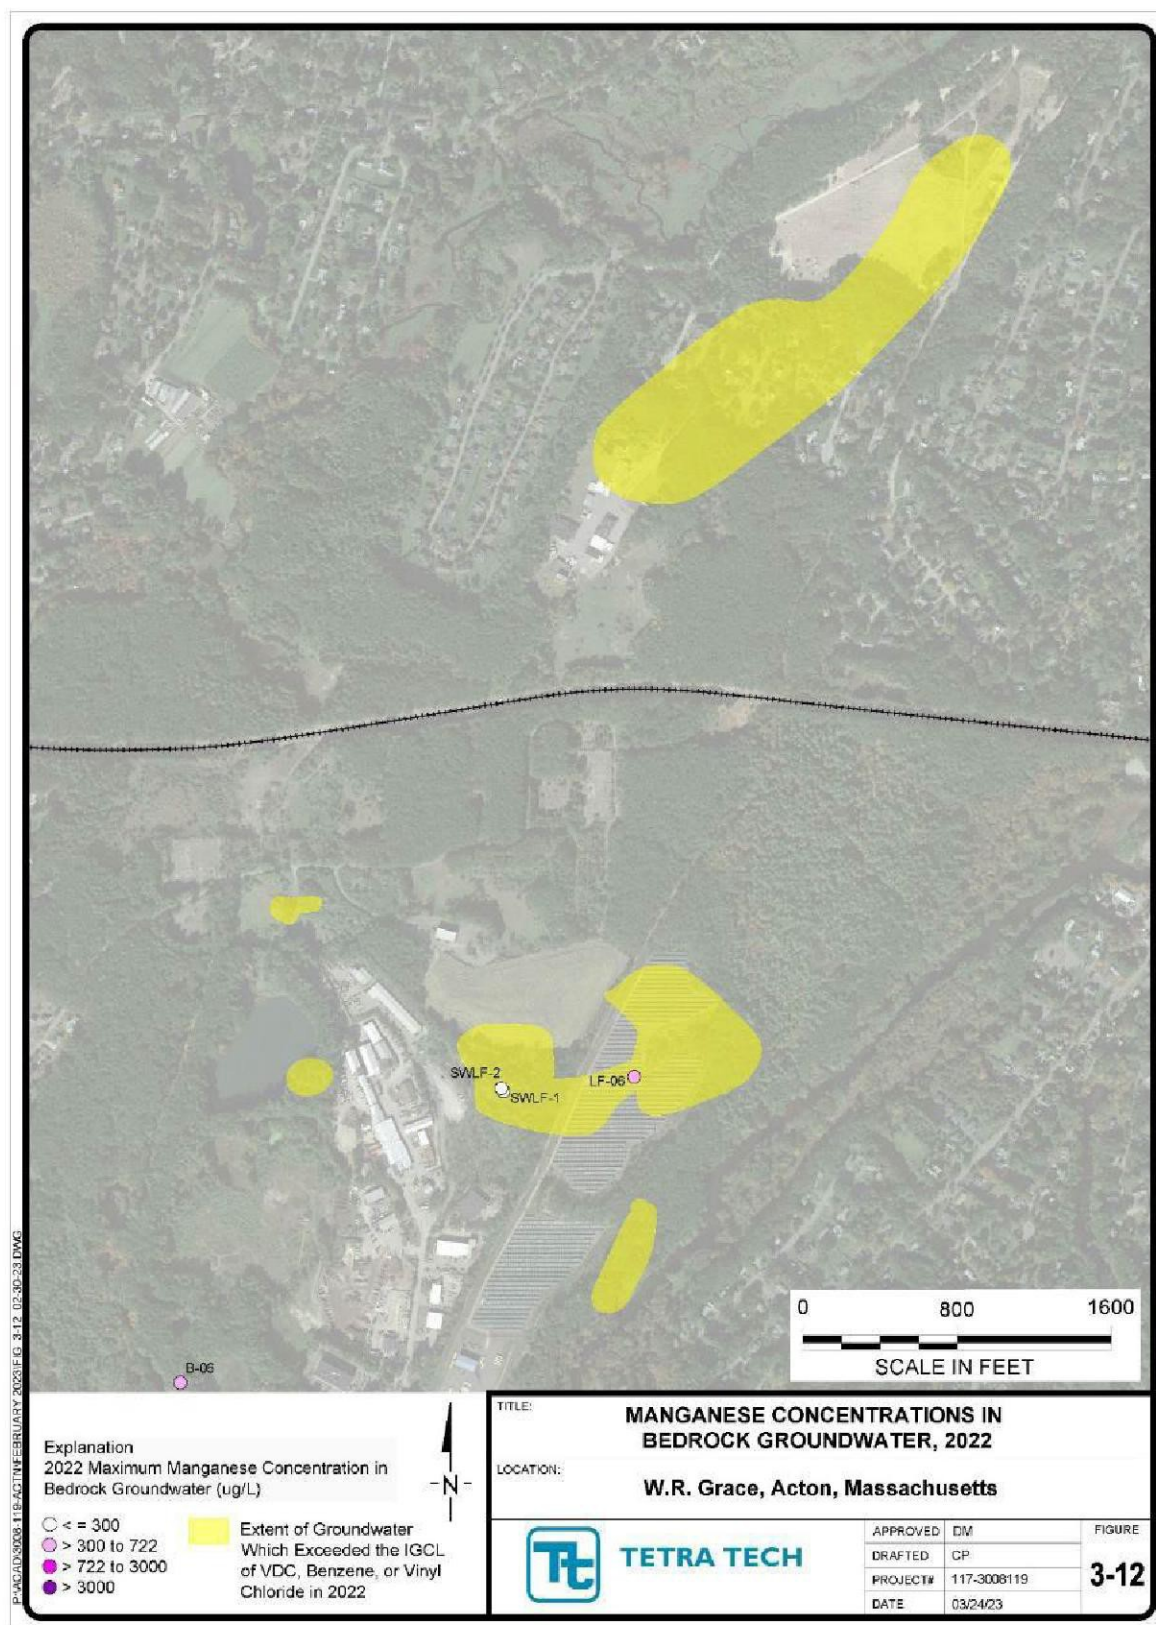 SWLF-2
SWLF-1
LF-06
B-06
0 800 1600
SCALE IN FEET
Explanation
2022 Maximum Manganese Concentration in
Bedrock Groundwater (ug/L)
< = 300
> 300 to 722
> 722 to 3000
> 3000
Extent of Groundwater
Which Exceeded the IGCL
of VDC, Benzene, or Vinyl
Chloride in 2022
-N-
TITLE:
MANGANESE CONCENTRATIONS IN
BEDROCK GROUNDWATER, 2022
LOCATION:
W.R. Grace, Acton, Massachusetts
Tt
TETRA TECH
APPROVED DM
DRAFTED CP
PROJECT# 117-3008119
DATE 03/24/23
FIGURE
3-12